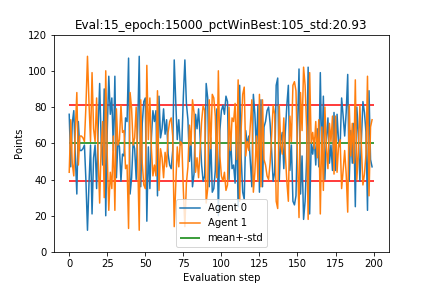 Eval:15_epoch:15000_pctWinBest:105_std:20.93
120
100
80
60
40
20
0
Points
0 25 50 75 100 125 150 175 200
Evaluation step
Agent 0
Agent 1
mean+-std